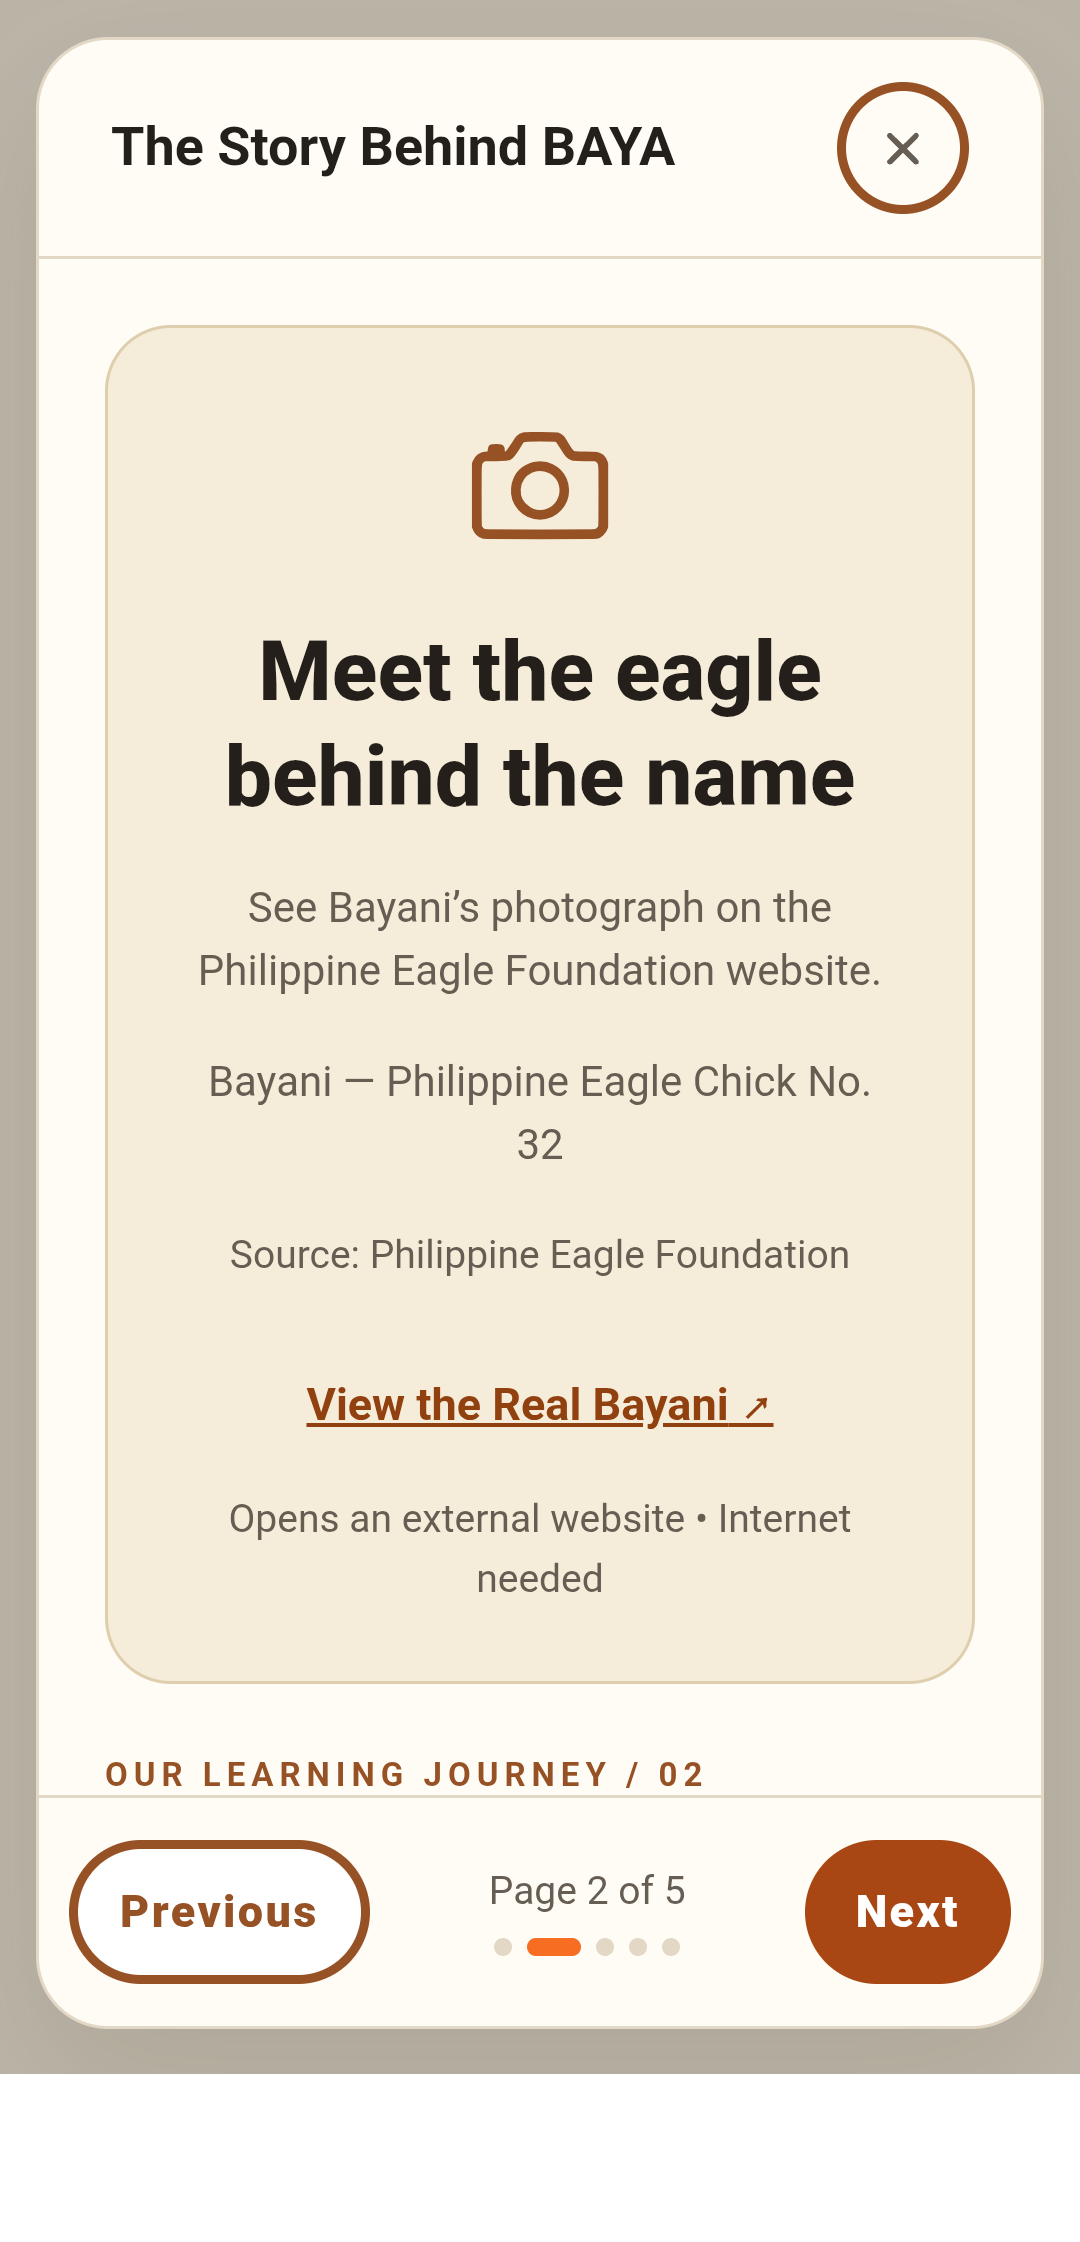 The Story Behind BAYA
Meet the eagle
behind the name
See Bayani’s photograph on the
Philippine Eagle Foundation website.
Bayani — Philippine Eagle Chick No.
32
Source: Philippine Eagle Foundation
View the Real Bayani ↗
Opens an external website • Internet
needed
OUR LEARNING JOURNEY / 02
Previous
Page 2 of 5
Next